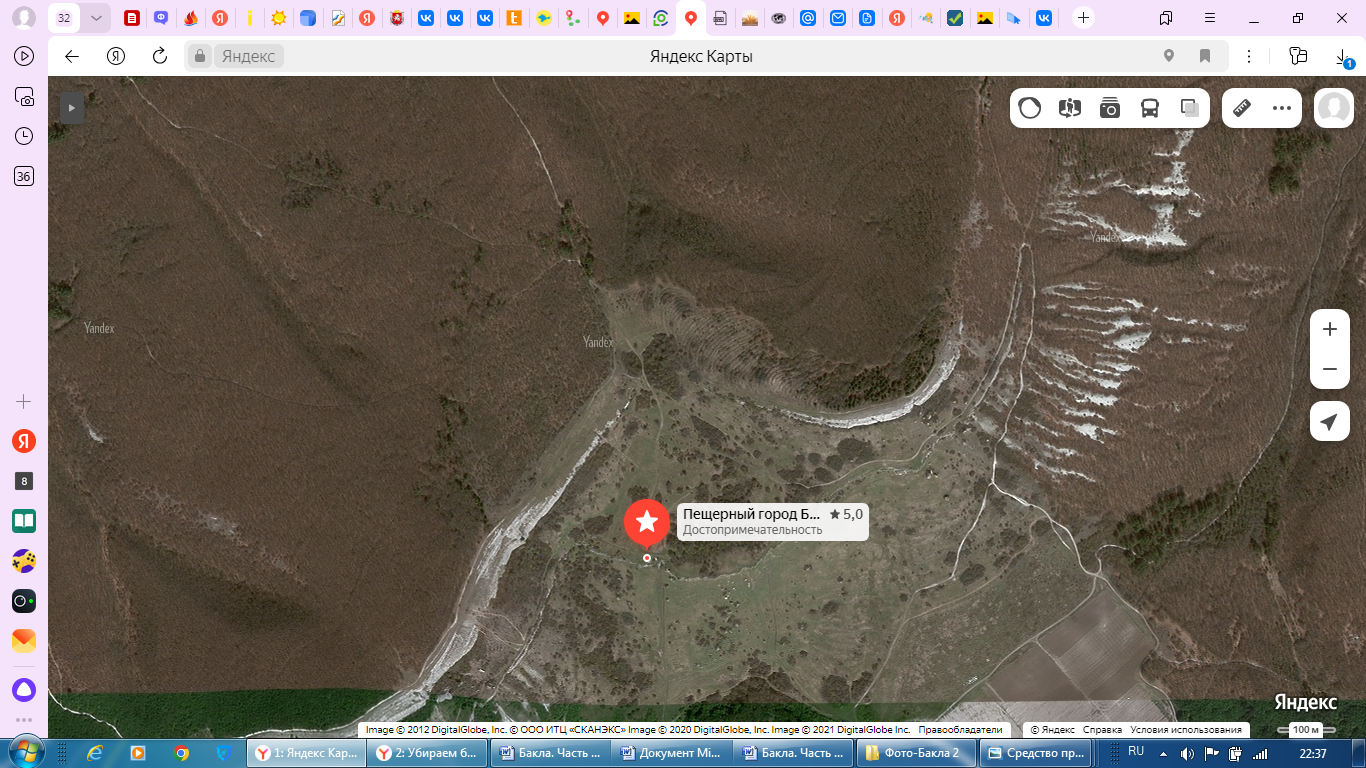 32
Яндекс
Яндекс Карты
1
36
Yandex
Yandex
Yandex
Я
8
Пещерный город Б... ★ 5,0
Достопримечательность
Яндекс
Image © 2012 DigitalGlobe, Inc. © ООО ИТЦ «СКАНЭКС» Image © 2020 DigitalGlobe, Inc. Image © 2021 DigitalGlobe Inc. Правообладатели
© Яндекс Справка Условия использования
100 м
1: Яндекс Кар...
2: Убираем б...
Бакла. Часть ...
Документ Mi...
Бакла. Часть ...
Фото-Бакла 2
Средство пр...
RU
22:37